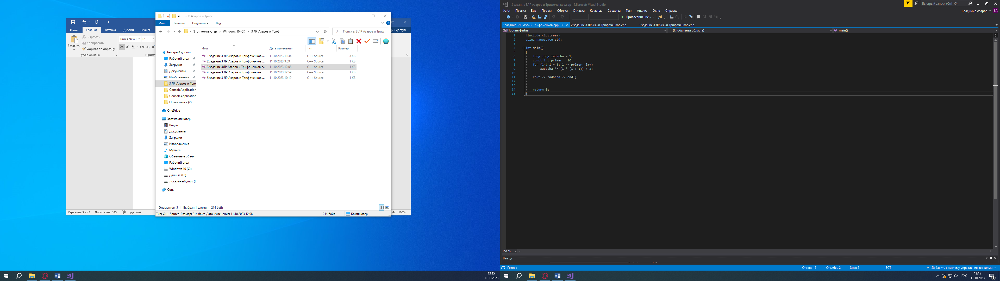 Файл
Главная
Вставка
Дизайн
Макет
щий доступ
Вставить
Вырезать
Копировать
Формат по образцу
Буфер обмена
Times New R
12
Ж К Ч abc x₂ x
Шрифт
Страница 3 из 3
Число слов: 145
русский
100%
3 ЛР Азаров и Триф
Файл
Главная
Поделиться
Вид
Этот компьютер > Windows 10 (C:) > 3 ЛР Азаров и Триф
Поиск в: 3 ЛР Азаров и Триф
Быстрый доступ
Рабочий стол
Загрузки
Документы
Изображения
3 ЛР Азаров и Триф
ConsoleApplication
ConsoleApplication
Новая папка (2)
OneDrive
Этот компьютер
Видео
Документы
Загрузки
Изображения
Музыка
Объемные объекты
Рабочий стол
Windows 10 (C:)
Данные (D:)
Локальный диск (E
Сеть
Имя Дата изменения Тип Размер
1 задание 3 ЛР Азаров и Трифоченков.... 11.10.2023 11:34 C++ Source 3 КБ
2 задание 3 ЛР Азаров и Трифоченков.... 11.10.2023 9:59 C++ Source 1 КБ
3 задание 3ЛР Азаров и Трифоченков.c... 11.10.2023 12:08 C++ Source 1 КБ
4 задание 3 ЛР Азаров и Трифоченков.... 11.10.2023 12:59 C++ Source 1 КБ
5 задание 3 ЛР Азаров и Трифоченков.... 11.10.2023 10:19 C++ Source 1 КБ
Элементов: 5 Выбран 1 элемент: 214 байт
Тип: C++ Source, Размер: 214 байт, Дата изменения: 11.10.2023 12:08
214 байт
Компьютер
13:15
11.10.2023
3 задание 3ЛР Азаров и Трифоченков.cpp - Microsoft Visual Studio
Быстрый запуск (Ctrl+Q)
Файл Правка Вид Проект Сборка Отладка Команда Средства Тест Анализ Окно Справка
Владимир Азаров
ВА
Присоединение...
3 задание 3ЛР Аза...и Трифоченков.cpp
2 задание 3 ЛР Аз...и Трифоченков.cpp
1 задание 3 ЛР Аз...и Трифоченков.cpp
Прочие файлы
(Глобальная область)
main()
1 #include <iostream>
2 using namespace std;
3
4 int main()
5 {
6 long long zadacha = 1;
7 const int primer = 10;
8 for (int i = 1; 1 <= primer; i++)
9 zadacha *= (i * (i + 1)) / 2;
10
11 cout << zadacha << endl;
12
13
14 return 0;
15 }
100 %
Вывод
Готово
Строка 15
Столбец 2
Знак 2
ВСТ
Добавить в систему управления версиями
РУС
13:15
11.10.2023
1